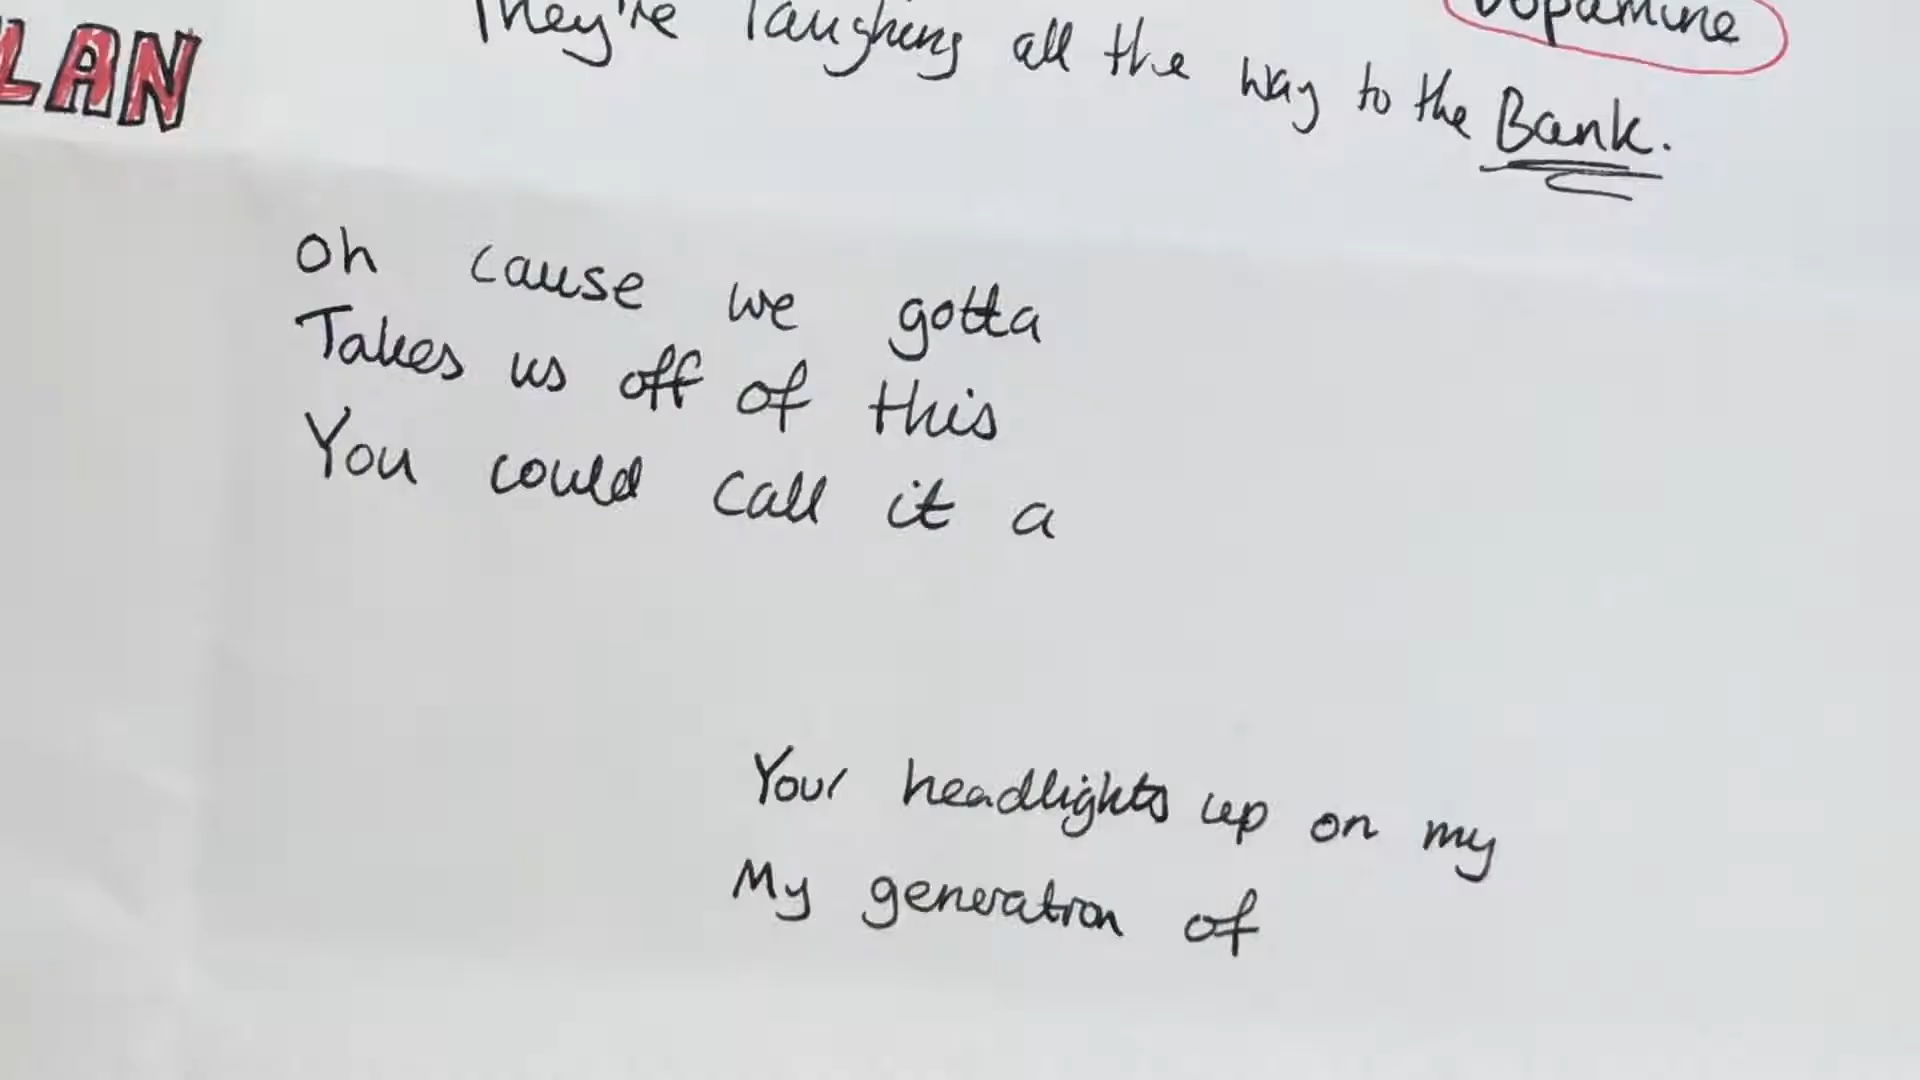 They're laughing all the way to the Bank.
Dopamine
LAN
oh cause we gotta
Takes us off of this
You could call it a
Your headlights up on my
My generation of